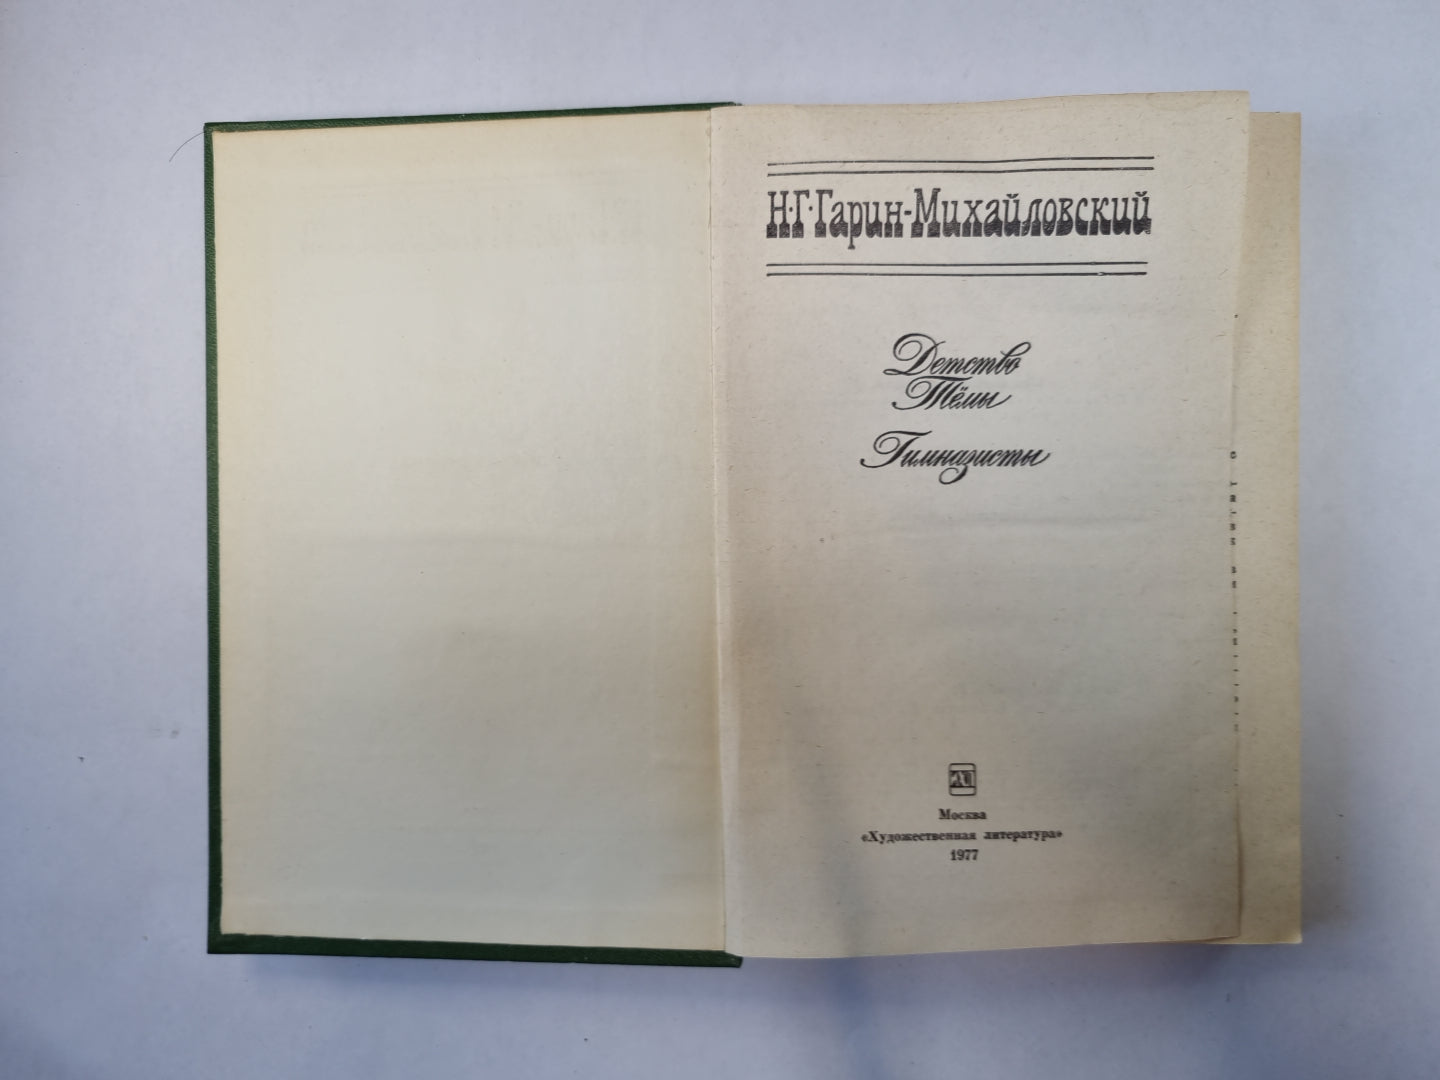 Н·Г·Гарин-Михайловский
Детство
Тёмы
Гимназисты
Москва
«Художественная литература»
1977